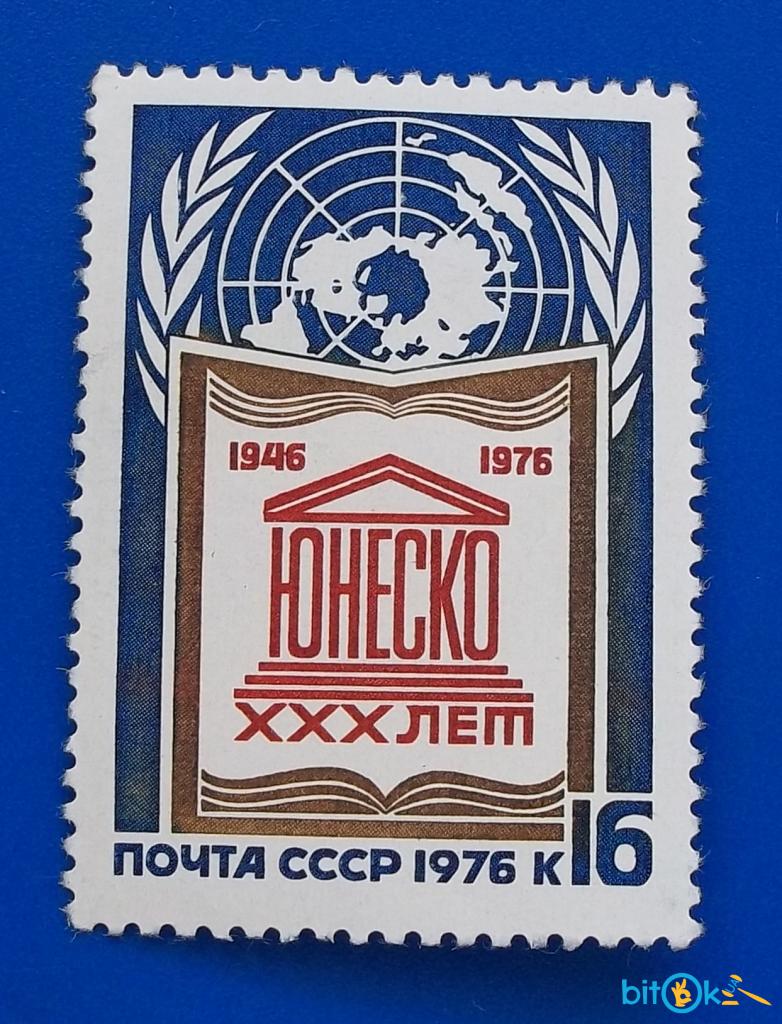 1946 1976
ЮНЕСКО
XXX ЛЕТ
ПОЧТА СССР 1976 К 16
bitOk